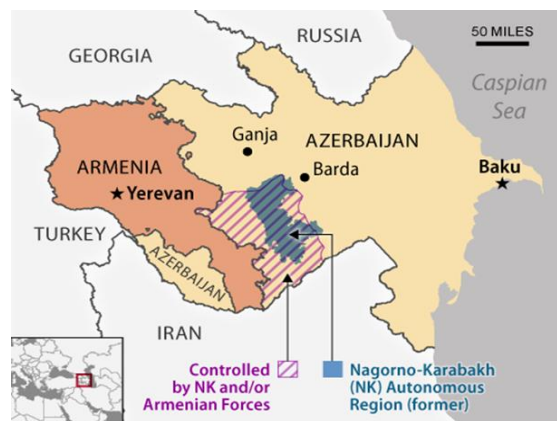 RUSSIA
50 MILES
GEORGIA
Caspian
Sea
Ganja
AZERBAIJAN
ARMENIA
Barda
Baku
Yerevan
TURKEY
AZERBAIJAN
IRAN
Controlled
by NK and/or
Armenian Forces
Nagorno-Karabakh
(NK) Autonomous
Region (former)